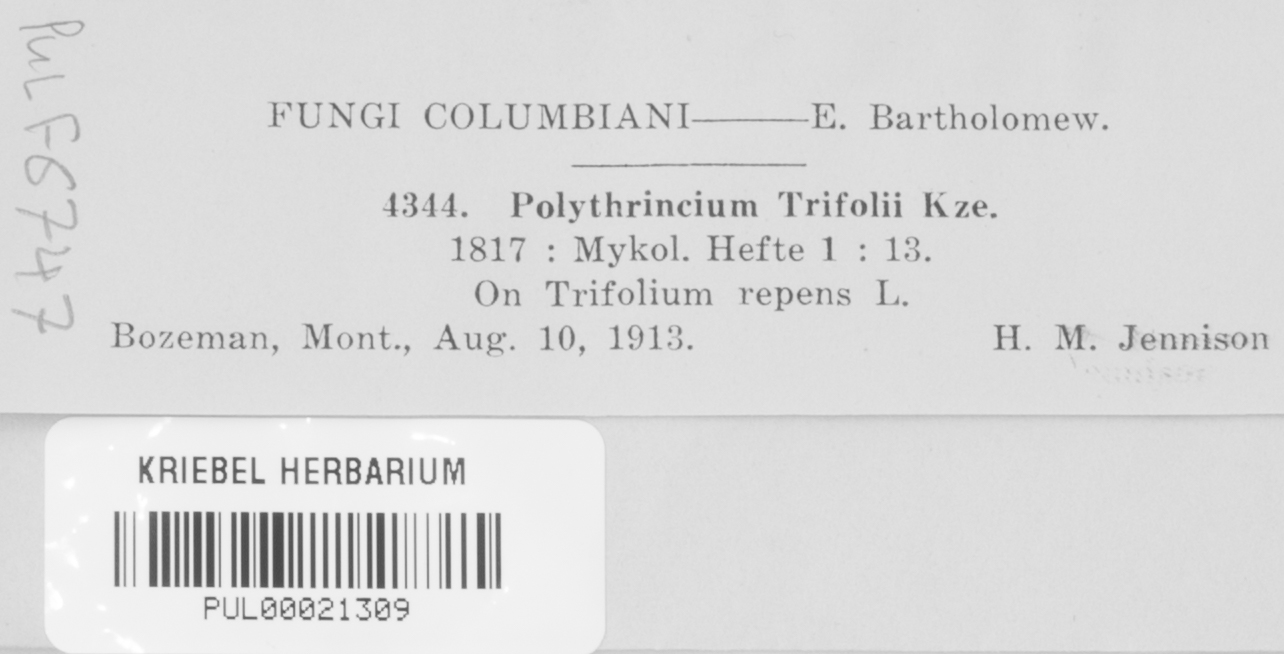 PUL F6747
FUNGI COLUMBIANI———E. Bartholomew.
4344. Polythrincium Trifolii Kze.
1817 : Mykol. Hefte 1 : 13.
On Trifolium repens L.
Bozeman, Mont., Aug. 10, 1913. H. M. Jennison
KRIEBEL HERBARIUM
PUL00021309